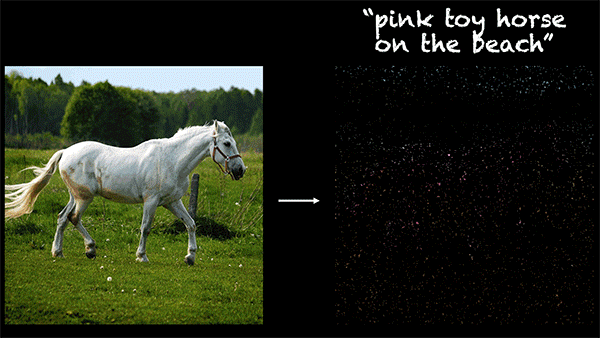 “pink toy horse
on the beach”